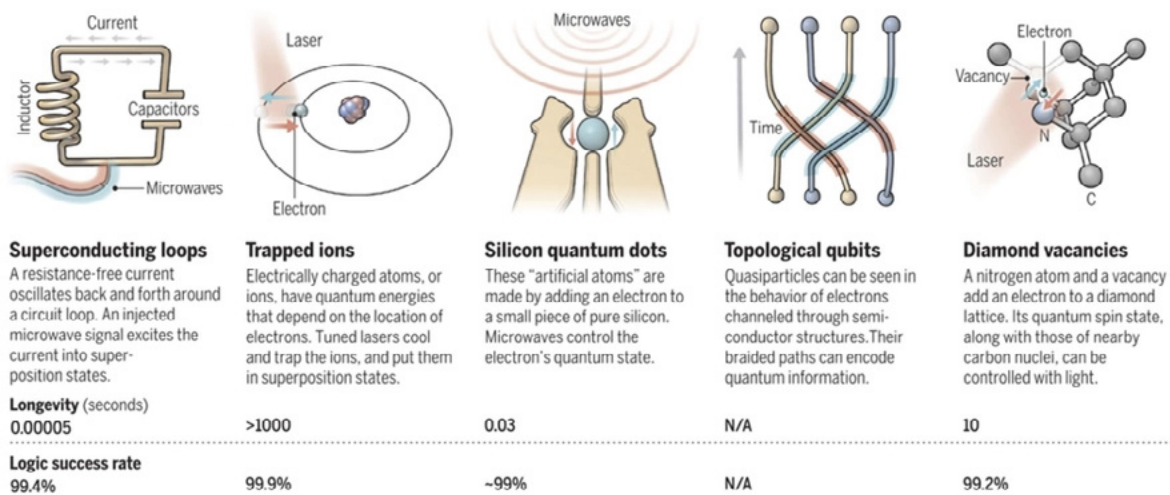 Current
Inductor
Capacitors
Microwaves
Laser
Electron
Microwaves
Time
Electron
Vacancy
N
Laser
C
Superconducting loops
A resistance-free current
oscillates back and forth around
a circuit loop. An injected
microwave signal excites the
current into super-
position states.
Trapped ions
Electrically charged atoms, or
ions, have quantum energies
that depend on the location of
electrons. Tuned lasers cool
and trap the ions, and put them
in superposition states.
Silicon quantum dots
These “artificial atoms” are
made by adding an electron to
a small piece of pure silicon.
Microwaves control the
electron’s quantum state.
Topological qubits
Quasiparticles can be seen in
the behavior of electrons
channeled through semi-
conductor structures.Their
braided paths can encode
quantum information.
Diamond vacancies
A nitrogen atom and a vacancy
add an electron to a diamond
lattice. Its quantum spin state,
along with those of nearby
carbon nuclei, can be
controlled with light.
Longevity (seconds)
0.00005 >1000 0.03 N/A 10
Logic success rate
99.4% 99.9% ~99% N/A 99.2%